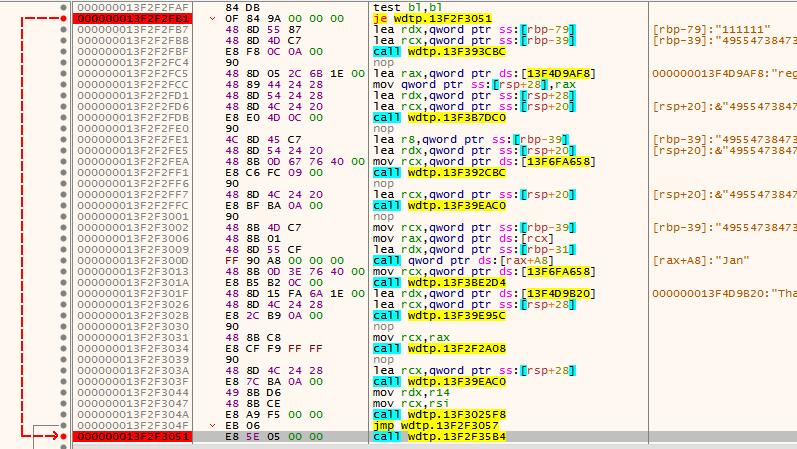 000000013F2F2FAF 84 DB test bl,bl
000000013F2F2FB1 0F 84 9A 00 00 00 je wdtp.13F2F3051
000000013F2F2FB7 48 8D 55 87 lea rdx,qword ptr ss:[rbp-79] [rbp-79]:"111111"
000000013F2F2FBB 48 8D 4D C7 lea rcx,qword ptr ss:[rbp-39] [rbp-39]:"49554738473
000000013F2F2FBF E8 F8 0C 0A 00 call wdtp.13F393CBC
000000013F2F2FC4 90 nop
000000013F2F2FC5 48 8D 05 2C 6B 1E 00 lea rax,qword ptr ds:[13F4D9AF8] 000000013F4D9AF8:"reg
000000013F2F2FCC 48 89 44 24 28 mov qword ptr ss:[rsp+28],rax
000000013F2F2FD1 48 8D 54 24 28 lea rdx,qword ptr ss:[rsp+28]
000000013F2F2FD6 48 8D 4C 24 20 lea rcx,qword ptr ss:[rsp+20] [rsp+20]:&"4955473847
000000013F2F2FDB E8 E0 4D 0C 00 call wdtp.13F3B7DC0
000000013F2F2FE0 90 nop
000000013F2F2FE1 4C 8D 45 C7 lea r8,qword ptr ss:[rbp-39] [rbp-39]:"49554738473
000000013F2F2FE5 48 8D 54 24 20 lea rdx,qword ptr ss:[rsp+20] [rsp+20]:&"4955473847
000000013F2F2FEA 48 8B 0D 67 76 40 00 mov rcx,qword ptr ds:[13F6FA658]
000000013F2F2FF1 E8 C6 FC 09 00 call wdtp.13F392CBC
000000013F2F2FF6 90 nop
000000013F2F2FF7 48 8D 4C 24 20 lea rcx,qword ptr ss:[rsp+20] [rsp+20]:&"4955473847
000000013F2F2FFC E8 BF BA 0A 00 call wdtp.13F39EAC0
000000013F2F3001 90 nop
000000013F2F3002 48 8B 4D C7 mov rcx,qword ptr ss:[rbp-39] [rbp-39]:"49554738473
000000013F2F3006 48 8B 01 mov rax,qword ptr ds:[rcx]
000000013F2F3009 48 8D 55 CF lea rdx,qword ptr ss:[rbp-31]
000000013F2F300D FF 90 A8 00 00 00 call qword ptr ds:[rax+A8] [rax+A8]:"Jan"
000000013F2F3013 48 8B 0D 3E 76 40 00 mov rcx,qword ptr ds:[13F6FA658]
000000013F2F301A E8 B5 B2 0C 00 call wdtp.13F3BE2D4
000000013F2F301F 48 8D 15 FA 6A 1E 00 lea rdx,qword ptr ds:[13F4D9B20] 000000013F4D9B20:"Tha
000000013F2F3026 48 8D 4C 24 28 lea rcx,qword ptr ss:[rsp+28]
000000013F2F302B E8 2C B9 0A 00 call wdtp.13F39E95C
000000013F2F3030 90 nop
000000013F2F3031 48 8B C8 mov rcx,rax
000000013F2F3034 E8 CF F9 FF FF call wdtp.13F2F2A08
000000013F2F3039 90 nop
000000013F2F303A 48 8D 4C 24 28 lea rcx,qword ptr ss:[rsp+28]
000000013F2F303F E8 7C BA 0A 00 call wdtp.13F39EAC0
000000013F2F3044 49 8B D6 mov rdx,r14
000000013F2F3047 48 8B CE mov rcx,rsi
000000013F2F304A E8 A9 F5 00 00 call wdtp.13F3025F8
000000013F2F304F EB 06 jmp wdtp.13F2F3057
000000013F2F3051 E8 5E 05 00 00 call wdtp.13F2F35B4